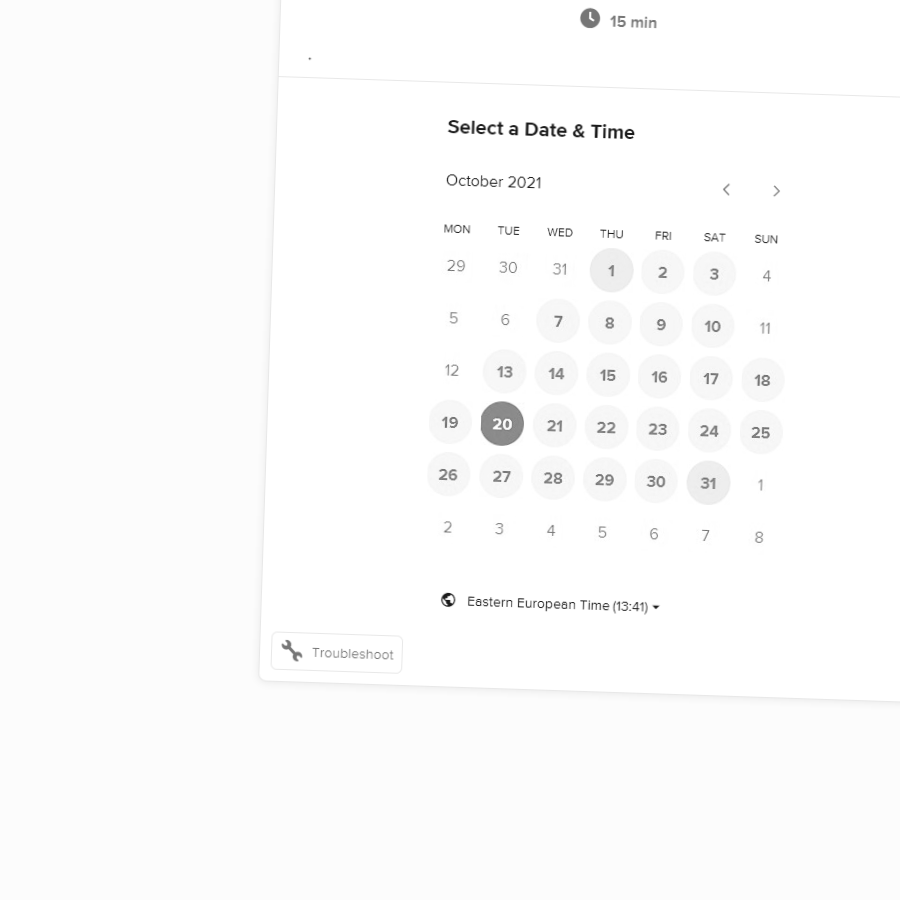 15 min
.
Select a Date & Time
October 2021
MON TUE WED THU FRI SAT SUN
29 30 31 1 2 3 4
5 6 7 8 9 10 11
12 13 14 15 16 17 18
19 20 21 22 23 24 25
26 27 28 29 30 31 1
2 3 4 5 6 7 8
Eastern European Time (13:41)
Troubleshoot